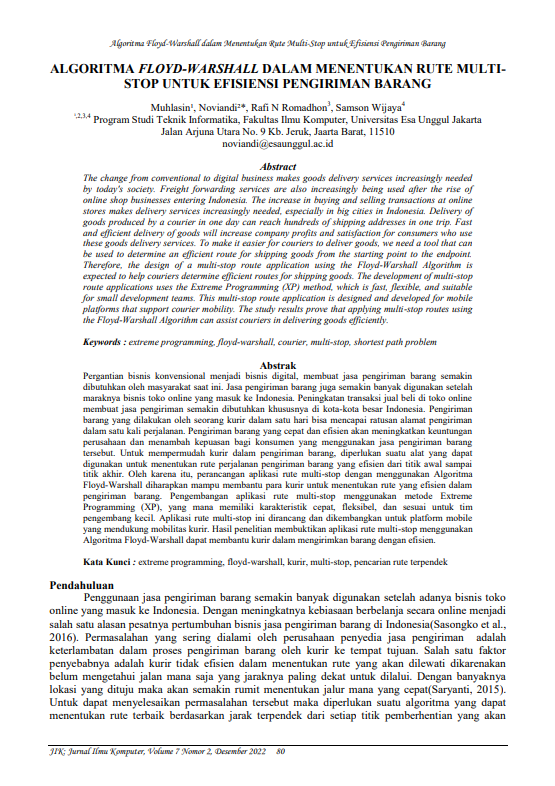 Algoritma Floyd-Warshall dalam Menentukan Rute Multi-Stop untuk Efisiensi Pengiriman Barang
ALGORITMA FLOYD-WARSHALL DALAM MENENTUKAN RUTE MULTI-
STOP UNTUK EFISIENSI PENGIRIMAN BARANG
Muhlasin¹, Noviandi²*, Rafi N Romadhon³, Samson Wijaya⁴
¹,²,³,⁴ Program Studi Teknik Informatika, Fakultas Ilmu Komputer, Universitas Esa Unggul Jakarta
Jalan Arjuna Utara No. 9 Kb. Jeruk, Jaarta Barat, 11510
noviandi@esaunggul.ac.id
Abstract
The change from conventional to digital business makes goods delivery services increasingly needed
by today's society. Freight forwarding services are also increasingly being used after the rise of
online shop businesses entering Indonesia. The increase in buying and selling transactions at online
stores makes delivery services increasingly needed, especially in big cities in Indonesia. Delivery of
goods produced by a courier in one day can reach hundreds of shipping addresses in one trip. Fast
and efficient delivery of goods will increase company profits and satisfaction for consumers who use
these goods delivery services. To make it easier for couriers to deliver goods, we need a tool that can
be used to determine an efficient route for shipping goods from the starting point to the endpoint.
Therefore, the design of a multi-stop route application using the Floyd-Warshall Algorithm is
expected to help couriers determine efficient routes for shipping goods. The development of multi-stop
route applications uses the Extreme Programming (XP) method, which is fast, flexible, and suitable
for small development teams. This multi-stop route application is designed and developed for mobile
platforms that support courier mobility. The study results prove that applying multi-stop routes using
the Floyd-Warshall Algorithm can assist couriers in delivering goods efficiently.
Keywords : extreme programming, floyd-warshall, courier, multi-stop, shortest path problem
Abstrak
Pergantian bisnis konvensional menjadi bisnis digital, membuat jasa pengiriman barang semakin
dibutuhkan oleh masyarakat saat ini. Jasa pengiriman barang juga semakin banyak digunakan setelah
maraknya bisnis toko online yang masuk ke Indonesia. Peningkatan transaksi jual beli di toko online
membuat jasa pengiriman semakin dibutuhkan khususnya di kota-kota besar Indonesia. Pengiriman
barang yang dilakukan oleh seorang kurir dalam satu hari bisa mencapai ratusan alamat pengiriman
dalam satu kali perjalanan. Pengiriman barang yang cepat dan efisien akan meningkatkan keuntungan
perusahaan dan menambah kepuasan bagi konsumen yang menggunakan jasa pengiriman barang
tersebut. Untuk mempermudah kurir dalam pengiriman barang, diperlukan suatu alat yang dapat
digunakan untuk menentukan rute perjalanan pengiriman barang yang efisien dari titik awal sampai
titik akhir. Oleh karena itu, perancangan aplikasi rute multi-stop dengan menggunakan Algoritma
Floyd-Warshall diharapkan mampu membantu para kurir untuk menentukan rute yang efisien dalam
pengiriman barang. Pengembangan aplikasi rute multi-stop menggunakan metode Extreme
Programming (XP), yang mana memiliki karakteristik cepat, fleksibel, dan sesuai untuk tim
pengembang kecil. Aplikasi rute multi-stop ini dirancang dan dikembangkan untuk platform mobile
yang mendukung mobilitas kurir. Hasil penelitian membuktikan aplikasi rute multi-stop menggunakan
Algoritma Floyd-Warshall dapat membantu kurir dalam mengirimkan barang dengan efisien.
Kata Kunci : extreme programming, floyd-warshall, kurir, multi-stop, pencarian rute terpendek
Pendahuluan
Penggunaan jasa pengiriman barang semakin banyak digunakan setelah adanya bisnis toko
online yang masuk ke Indonesia. Dengan meningkatnya kebiasaan berbelanja secara online menjadi
salah satu alasan pesatnya pertumbuhan bisnis jasa pengiriman barang di Indonesia(Sasongko et al.,
2016). Permasalahan yang sering dialami oleh perusahaan penyedia jasa pengiriman adalah
keterlambatan dalam proses pengiriman barang oleh kurir ke tempat tujuan. Salah satu faktor
penyebabnya adalah kurir tidak efisien dalam menentukan rute yang akan dilewati dikarenakan
belum mengetahui jalan mana saja yang jaraknya paling dekat untuk dilalui. Dengan banyaknya
lokasi yang dituju maka akan semakin rumit menentukan jalur mana yang cepat(Saryanti, 2015).
Untuk dapat menyelesaikan permasalahan tersebut maka diperlukan suatu algoritma yang dapat
menentukan rute terbaik berdasarkan jarak terpendek dari setiap titik pemberhentian yang akan
JIK; Jurnal Ilmu Komputer, Volume 7 Nomor 2, Desember 2022 80